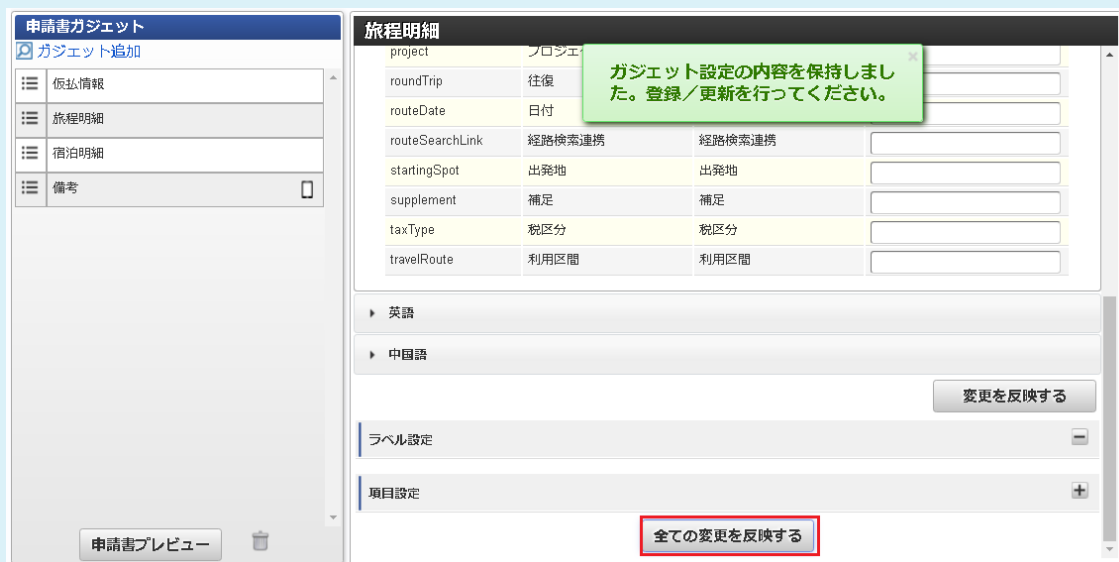 申請書ガジェット
ガジェット追加
仮払情報
旅程明細
宿泊明細
備考
申請書プレビュー
旅程明細
project
roundTrip 往復
routeDate 日付
routeSearchLink 経路検索連携 経路検索連携
startingSpot 出発地 出発地
supplement 補足 補足
taxType 税区分 税区分
travelRoute 利用区間 利用区間
ガジェット設定の内容を保持しまし
た。登録／更新を行ってください。
英語
中国語
変更を反映する
ラベル設定
項目設定
全ての変更を反映する